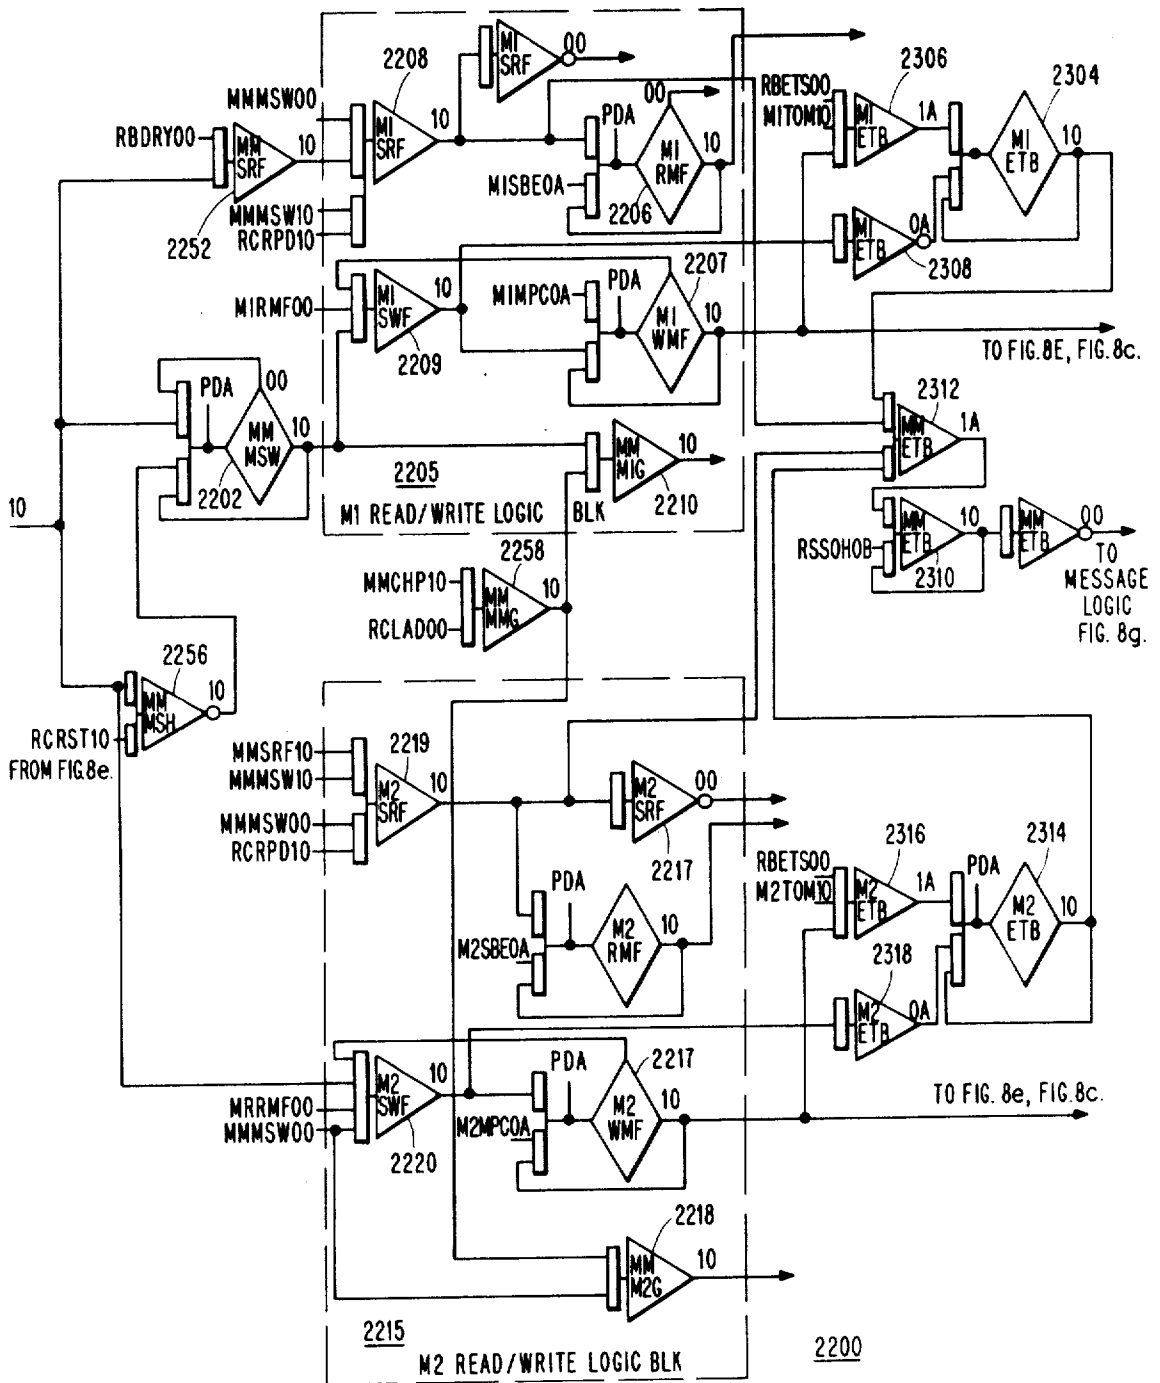 MI
SRF
00
2208
MMMSW00
RBDRY00
MM
SRF
10
2252
MI
SRF
10
MMMSW10
RCRPD10
00
PDA
MI
RMF
10
2206
MISBE0A
2306
RBETS00
MITOM10
MI
ETB
1A
2304
MI
ETB
10
MI
ETB
0A
2308
MIRMF00
MI
SWF
10
2209
MIMPC0A
PDA
2207
MI
WMF
10
TO FIG.8E, FIG.8c.
PDA
00
MM
MSW
10
2202
2205
MM
MIG
10
2210
M1 READ/WRITE LOGIC BLK
10
2312
MM
ETB
1A
RSSOHOB
MM
ETB
10
2310
MM
ETB
00
TO
MESSAGE
LOGIC
FIG. 8g.
2258
MMCHP10
RCLAD00
MM
MMG
10
2256
MM
MSH
10
RCRST10
FROM FIG.8e.
MMSRF10
MMMSW10
MMMSW00
RCRPD10
2219
M2
SRF
10
M2
SRF
00
2217
PDA
M2
RMF
10
M2SBE0A
RBETS00
M2TOM10
2316
M2
ETB
1A
PDA
2314
M2
ETB
10
2318
M2
ETB
0A
MRRMF00
MMMSW00
M2
SWF
10
2220
PDA
M2MPC0A
2217
M2
WMF
10
TO FIG. 8e, FIG.8c.
2218
MM
M2G
10
2215
M2 READ/WRITE LOGIC BLK
2200